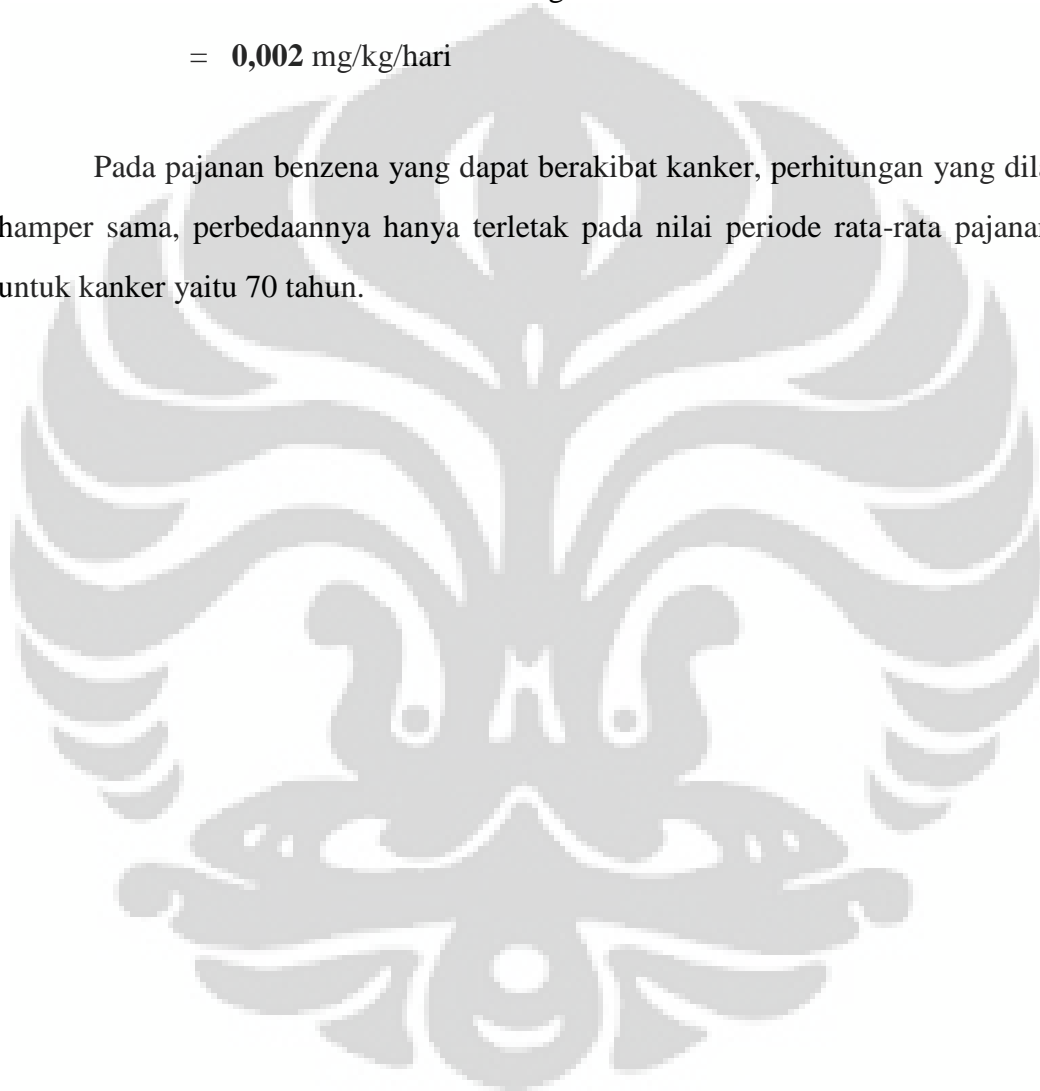 = 0,002 mg/kg/hari
Pada pajanan benzena yang dapat berakibat kanker, perhitungan yang
hamper sama, perbedaannya hanya terletak pada nilai periode rata-rata pajanan
untuk kanker yaitu 70 tahun.